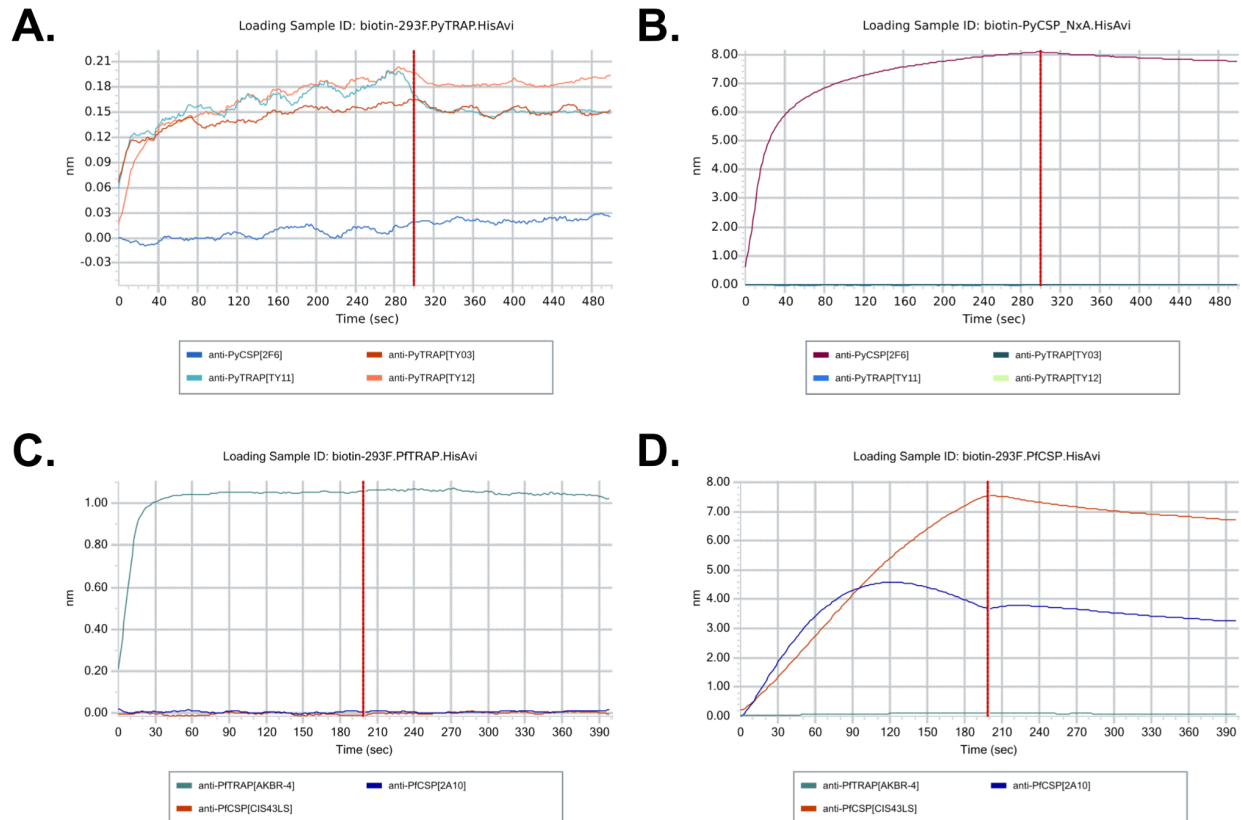 A.
Loading Sample ID: biotin-293F.PyTRAP.HisAvi
0.21
0.18
0.15
0.12
0.09
0.06
0.03
0.00
-0.03
nm
0 40 80 120 160 200 240 280 320 360 400 440 480
Time (sec)
anti-PyCSP[2F6] anti-PyTRAP[TY03]
anti-PyTRAP[TY11] anti-PyTRAP[TY12]
B.
Loading Sample ID: biotin-PyCSP_NxA.HisAvi
8.00
7.00
6.00
5.00
4.00
3.00
2.00
1.00
0.00
nm
0 40 80 120 160 200 240 280 320 360 400 440 480
Time (sec)
anti-PyCSP[2F6] anti-PyTRAP[TY03]
anti-PyTRAP[TY11] anti-PyTRAP[TY12]
C.
Loading Sample ID: biotin-293F.PfTRAP.HisAvi
1.00
0.80
0.60
0.40
0.20
0.00
nm
0 30 60 90 120 150 180 210 240 270 300 330 360 390
Time (sec)
anti-PfTRAP[AKBR-4] anti-PfCSP[2A10]
anti-PfCSP[CIS43LS]
D.
Loading Sample ID: biotin-293F.PfCSP.HisAvi
8.00
7.00
6.00
5.00
4.00
3.00
2.00
1.00
0.00
nm
0 30 60 90 120 150 180 210 240 270 300 330 360 390
Time (sec)
anti-PfTRAP[AKBR-4] anti-PfCSP[2A10]
anti-PfCSP[CIS43LS]